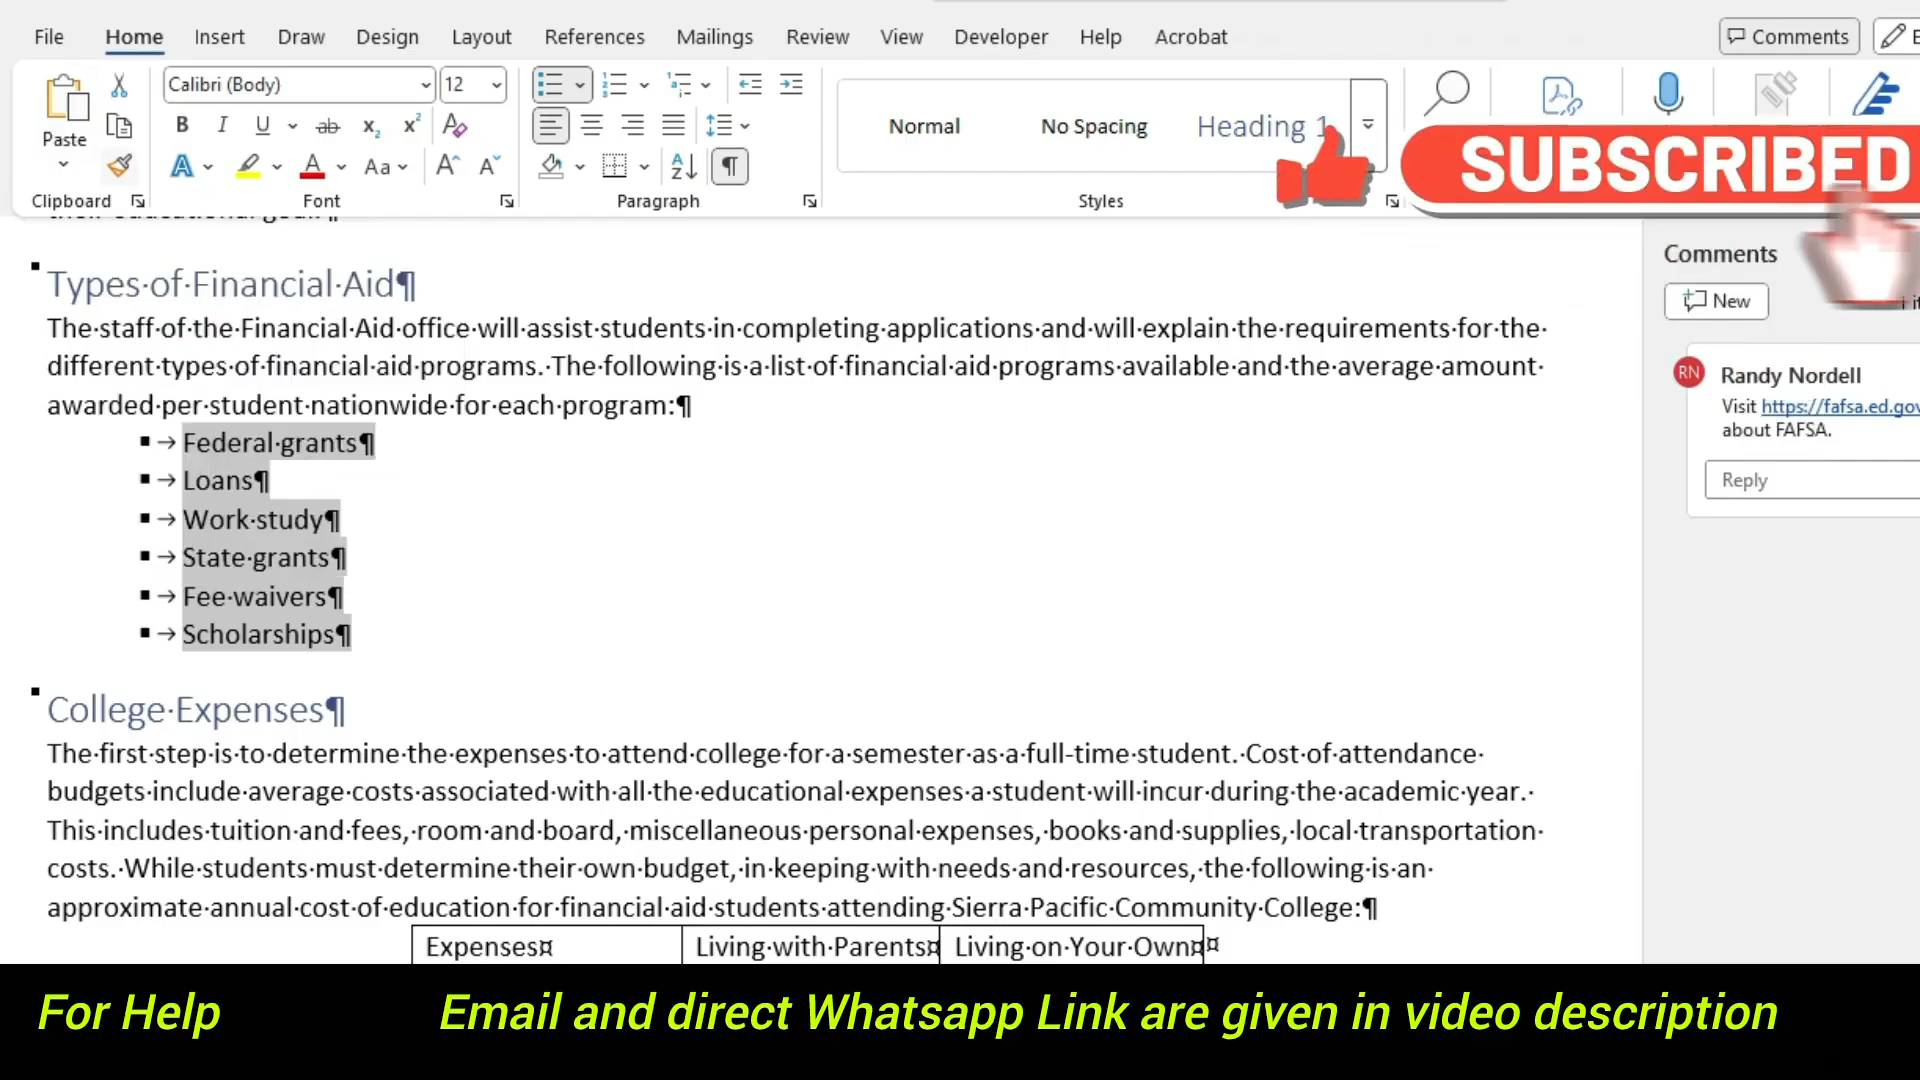 File Home Insert Draw Design Layout References Mailings Review View Developer Help Acrobat Comments
Calibri (Body) 12
Normal No Spacing Heading 1
Paste
SUBSCRIBED
Clipboard Font Paragraph Styles
Types of Financial Aid¶
The staff of the Financial Aid office will assist students in completing applications and will explain the requirements for the
different types of financial aid programs. The following is a list of financial aid programs available and the average amount
awarded per student nationwide for each program:¶
Federal grants¶
Loans¶
Work study¶
State grants¶
Fee waivers¶
Scholarships¶
College Expenses¶
The first step is to determine the expenses to attend college for a semester as a full-time student. Cost of attendance
budgets include average costs associated with all the educational expenses a student will incur during the academic year.
This includes tuition and fees, room and board, miscellaneous personal expenses, books and supplies, local transportation
costs. While students must determine their own budget, in keeping with needs and resources, the following is an
approximate annual cost of education for financial aid students attending Sierra Pacific Community College:¶
Expenses¤ Living with Parents¤ Living on Your Own¤¤
Comments
New
RN Randy Nordell
Visit https://fafsa.ed.gov
about FAFSA.
Reply
For Help Email and direct Whatsapp Link are given in video description